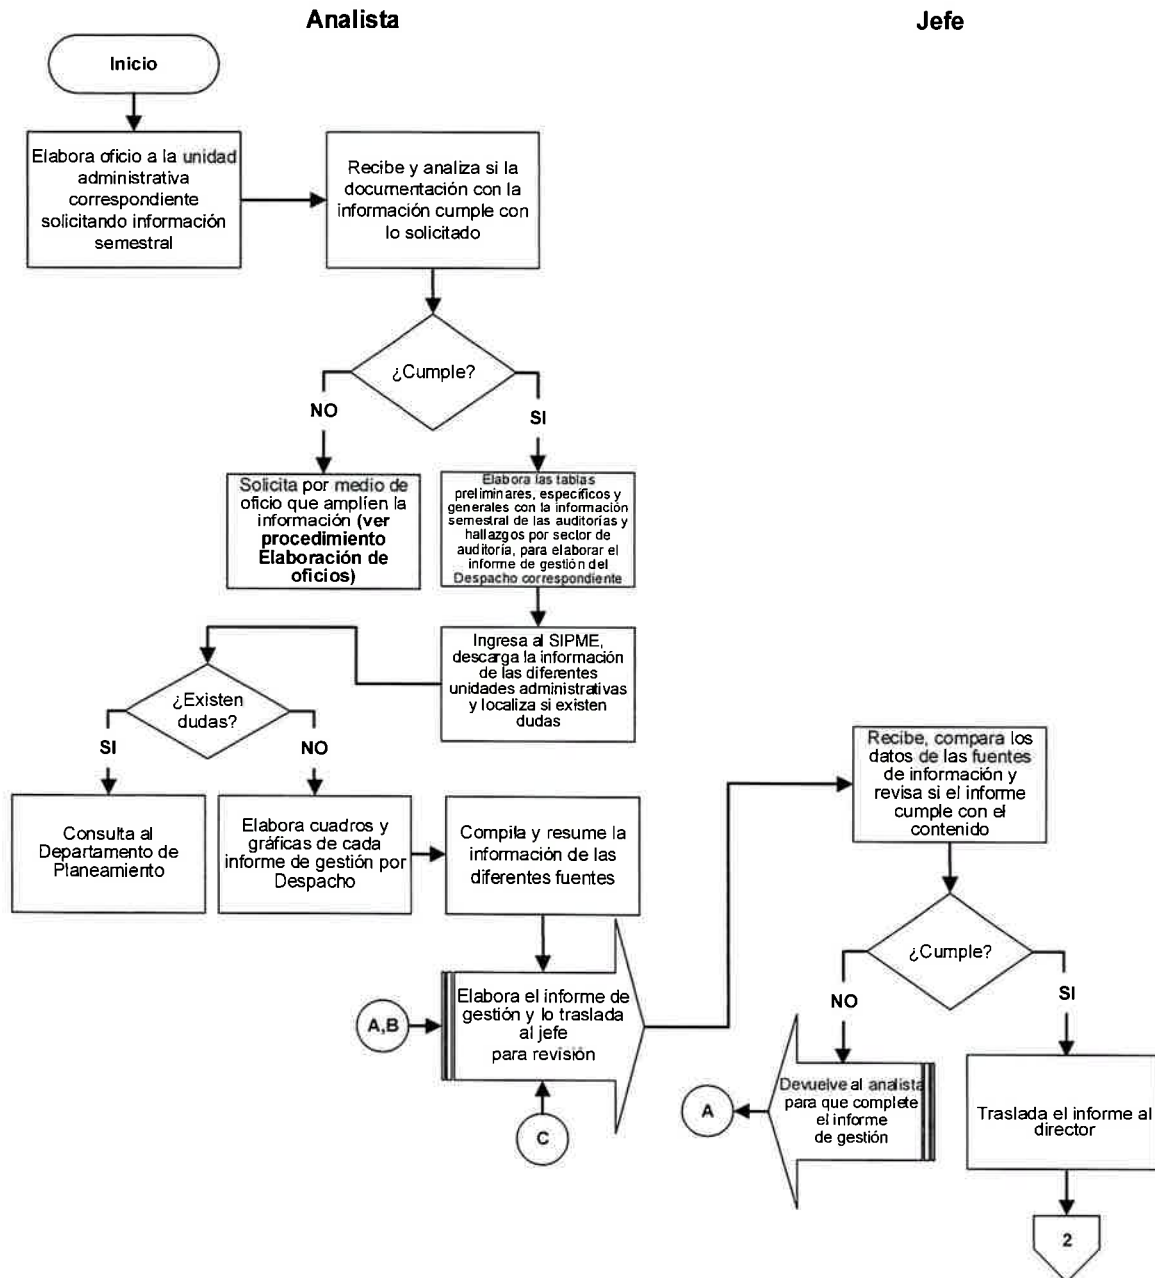 Analista
Jefe
Inicio
Elabora oficio a la unidad
administrativa
correspondiente
solicitando información
semestral
Recibe y analiza si la
documentación con la
información cumple con
lo solicitado
¿Cumple?
NO
SI
Solicita por medio de
oficio que amplíen la
información (ver
procedimiento
Elaboración de
oficios)
Elabora las tablas
preliminares, específicos y
generales con la información
semestral de las auditorías y
hallazgos por sector de
auditoría, para elaborar el
informe de gestión del
Despacho correspondiente
Ingresa al SIPME,
descarga la información
de las diferentes
unidades administrativas
y localiza si existen
dudas
¿Existen
dudas?
SI
NO
Consulta al
Departamento de
Planeamiento
Elabora cuadros y
gráficas de cada
informe de gestión por
Despacho
Compila y resume la
información de las
diferentes fuentes
A,B
Elabora el informe de
gestión y lo traslada
al jefe
para revisión
C
Recibe, compara los
datos de las fuentes
de información y
revisa si el informe
cumple con el
contenido
¿Cumple?
NO
SI
A
Devuelve al analista
para que complete
el informe
de gestión
Traslada el informe al
director
2